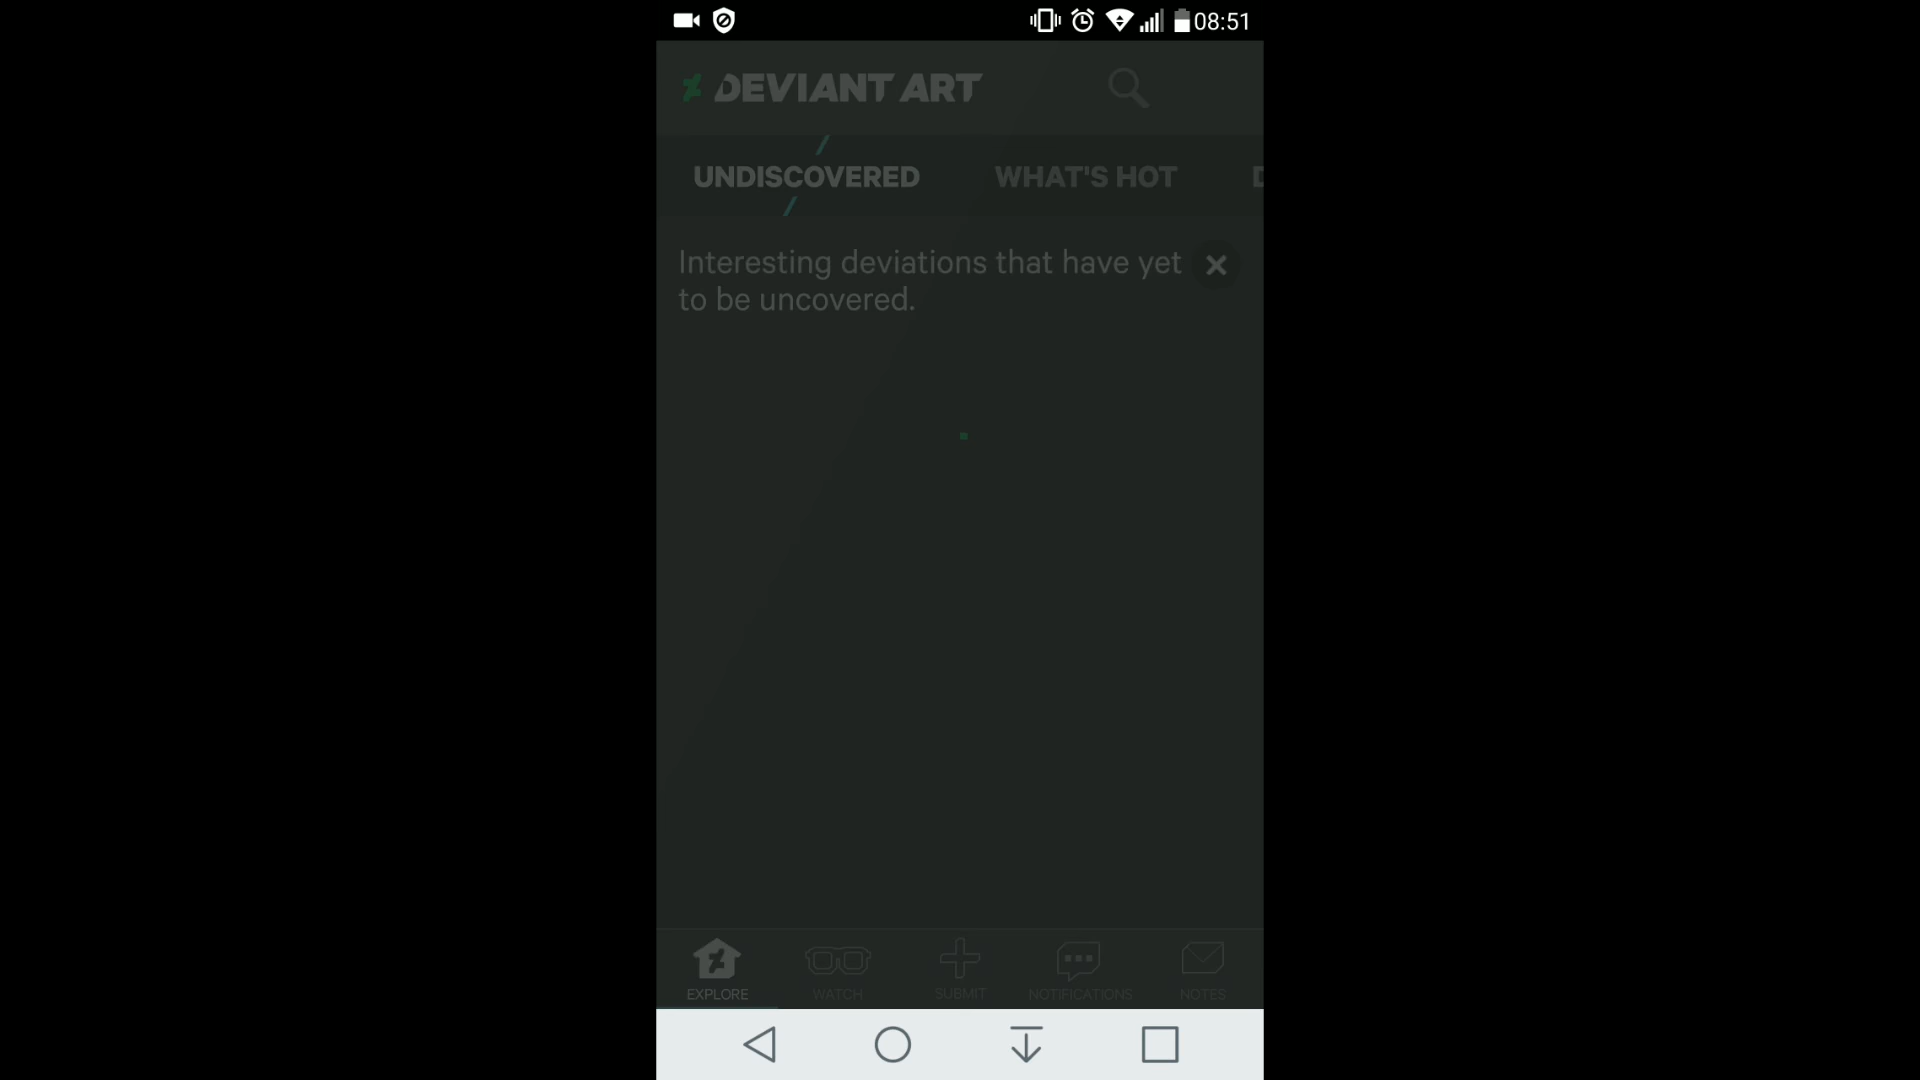 08:51
DEVIANT ART
UNDISCOVERED WHAT'S HOT D
Interesting deviations that have yet
to be uncovered.
EXPLORE WATCH SUBMIT NOTIFICATIONS NOTES